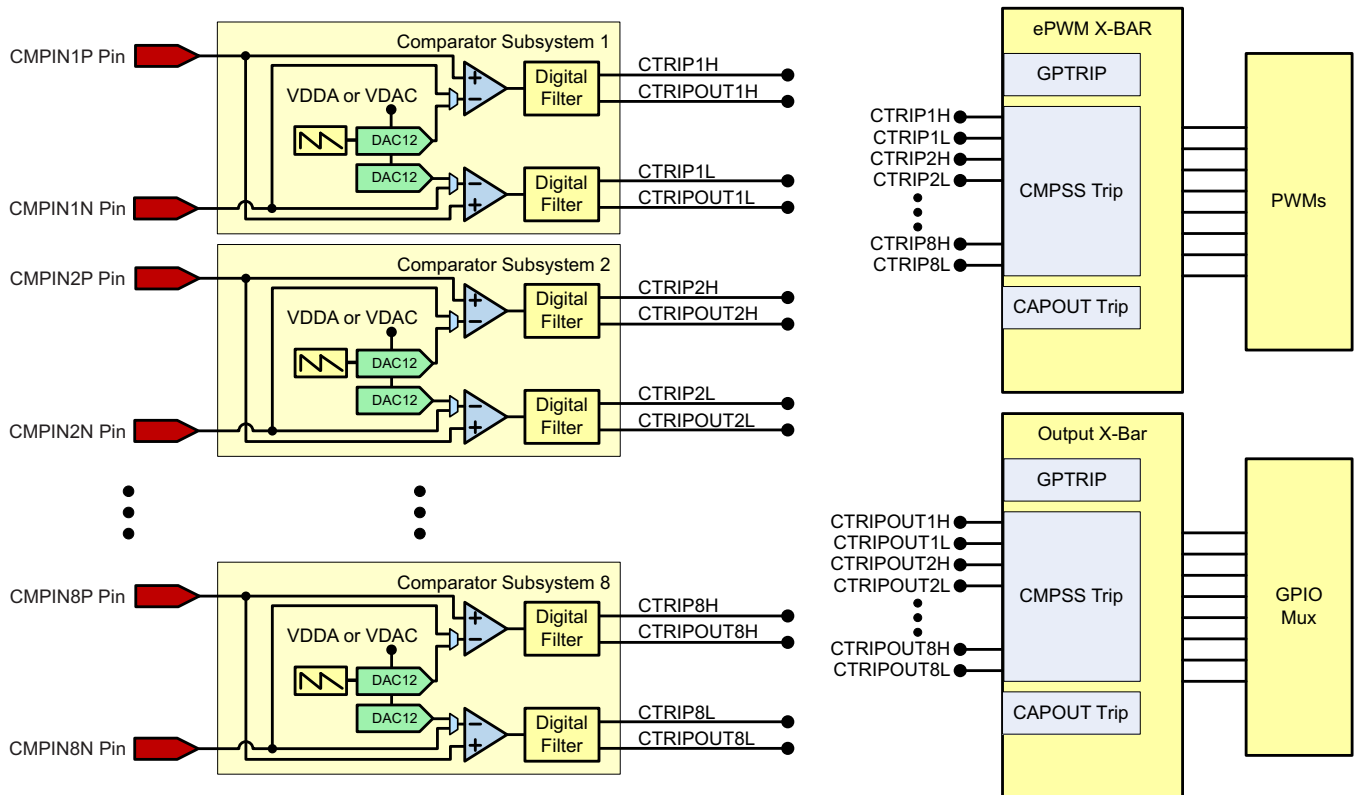 CMPIN1P Pin
Comparator Subsystem 1
VDDA or VDAC
DAC12
DAC12
+
−
−
+
Digital
Filter
Digital
Filter
CTRIP1H
CTRIPOUT1H
CTRIP1L
CTRIPOUT1L
CMPIN1N Pin
CMPIN2P Pin
Comparator Subsystem 2
VDDA or VDAC
DAC12
DAC12
+
−
−
+
Digital
Filter
Digital
Filter
CTRIP2H
CTRIPOUT2H
CTRIP2L
CTRIPOUT2L
CMPIN2N Pin
CMPIN8P Pin
Comparator Subsystem 8
VDDA or VDAC
DAC12
DAC12
+
−
−
+
Digital
Filter
Digital
Filter
CTRIP8H
CTRIPOUT8H
CTRIP8L
CTRIPOUT8L
CMPIN8N Pin
ePWM X-BAR
GPTRIP
CTRIP1H
CTRIP1L
CTRIP2H
CTRIP2L
CTRIP8H
CTRIP8L
CMPSS Trip
CAPOUT Trip
PWMs
Output X-Bar
GPTRIP
CTRIPOUT1H
CTRIPOUT1L
CTRIPOUT2H
CTRIPOUT2L
CTRIPOUT8H
CTRIPOUT8L
CMPSS Trip
CAPOUT Trip
GPIO
Mux